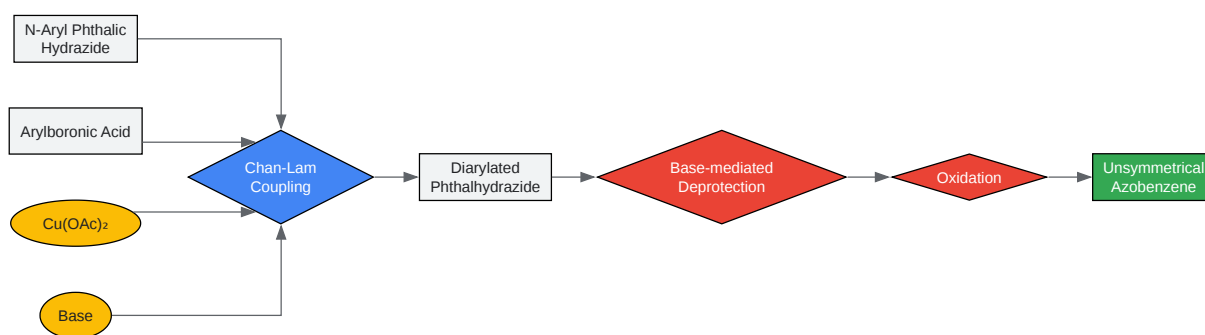 N-Aryl Phthalic
Hydrazide
Arylboronic Acid
Cu(OAc)₂
Base
Chan-Lam
Coupling
Diarylated
Phthalhydrazide
Base-mediated
Deprotection
Oxidation
Unsymmetrical
Azobenzene